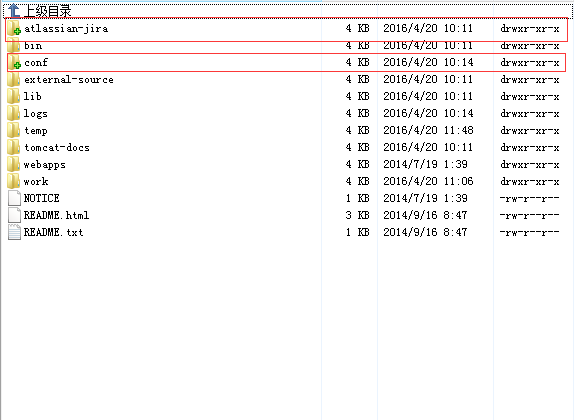 上级目录
atlassian-jira 4 KB 2016/4/20 10:11 drwxr-xr-x
bin 4 KB 2016/4/20 10:11 drwxr-xr-x
conf 4 KB 2016/4/20 10:14 drwxr-xr-x
external-source 4 KB 2016/4/20 10:11 drwxr-xr-x
lib 4 KB 2016/4/20 10:11 drwxr-xr-x
logs 4 KB 2016/4/20 10:14 drwxr-xr-x
temp 4 KB 2016/4/20 11:48 drwxr-xr-x
tomcat-docs 4 KB 2016/4/20 10:11 drwxr-xr-x
webapps 4 KB 2014/7/19 1:39 drwxr-xr-x
work 4 KB 2016/4/20 11:06 drwxr-xr-x
NOTICE 1 KB 2014/7/19 1:39 -rw-r--r--
README.html 3 KB 2014/9/16 8:47 -rw-r--r--
README.txt 1 KB 2014/9/16 8:47 -rw-r--r--